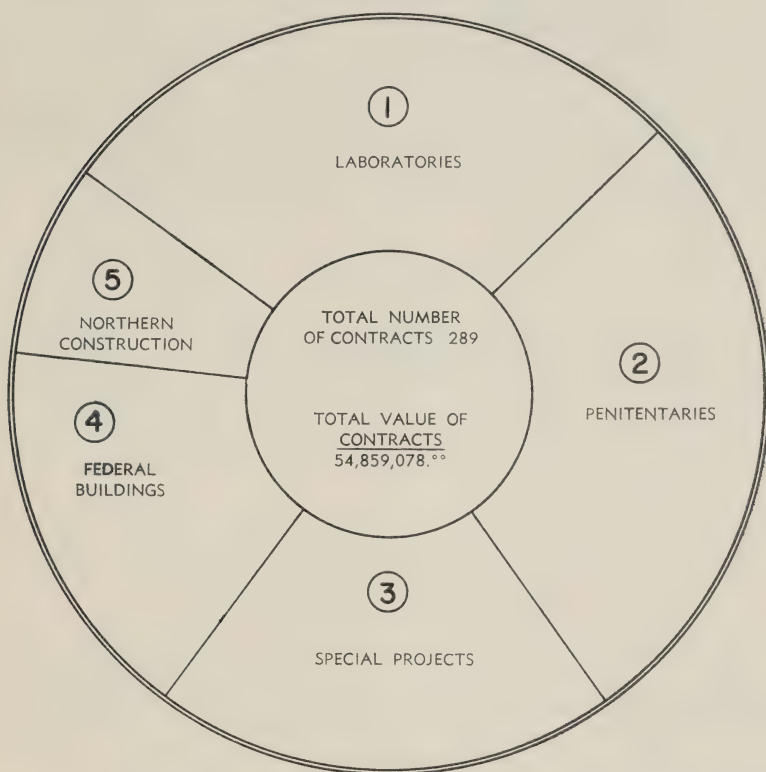 1
LABORATORIES
5
NORTHERN
CONSTRUCTION
TOTAL NUMBER
OF CONTRACTS 289
2
PENITENTARIES
4
FEDERAL
BUILDINGS
TOTAL VALUE OF
CONTRACTS
54,859,078.°°
3
SPECIAL PROJECTS